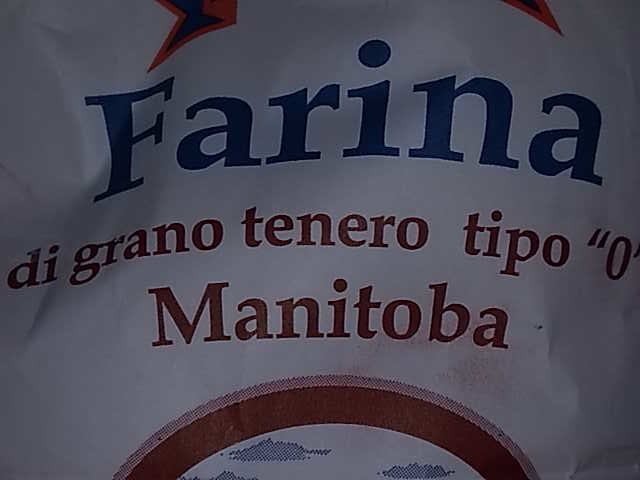 Farina
di grano tenero tipo "0"
Manitoba